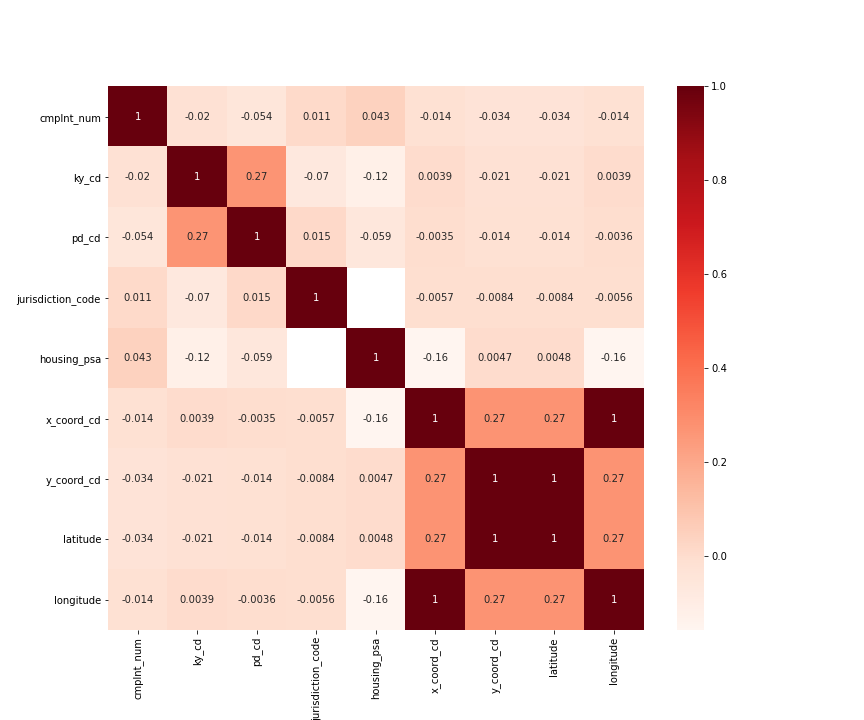 cmplnt_num 1 -0.02 -0.054 0.011 0.043 -0.014 -0.034 -0.034 -0.014
ky_cd -0.02 1 0.27 -0.07 -0.12 0.0039 -0.021 -0.021 0.0039
pd_cd -0.054 0.27 1 0.015 -0.059 -0.0035 -0.014 -0.014 -0.0036
jurisdiction_code 0.011 -0.07 0.015 1 -0.0057 -0.0084 -0.0084 -0.0056
housing_psa 0.043 -0.12 -0.059 1 -0.16 0.0047 0.0048 -0.16
x_coord_cd -0.014 0.0039 -0.0035 -0.0057 -0.16 1 0.27 0.27 1
y_coord_cd -0.034 -0.021 -0.014 -0.0084 0.0047 0.27 1 1 0.27
latitude -0.034 -0.021 -0.014 -0.0084 0.0048 0.27 1 1 0.27
longitude -0.014 0.0039 -0.0036 -0.0056 -0.16 1 0.27 0.27 1
cmplnt_num
ky_cd
pd_cd
jurisdiction_code
housing_psa
x_coord_cd
y_coord_cd
latitude
longitude
1.0
0.8
0.6
0.4
0.2
0.0